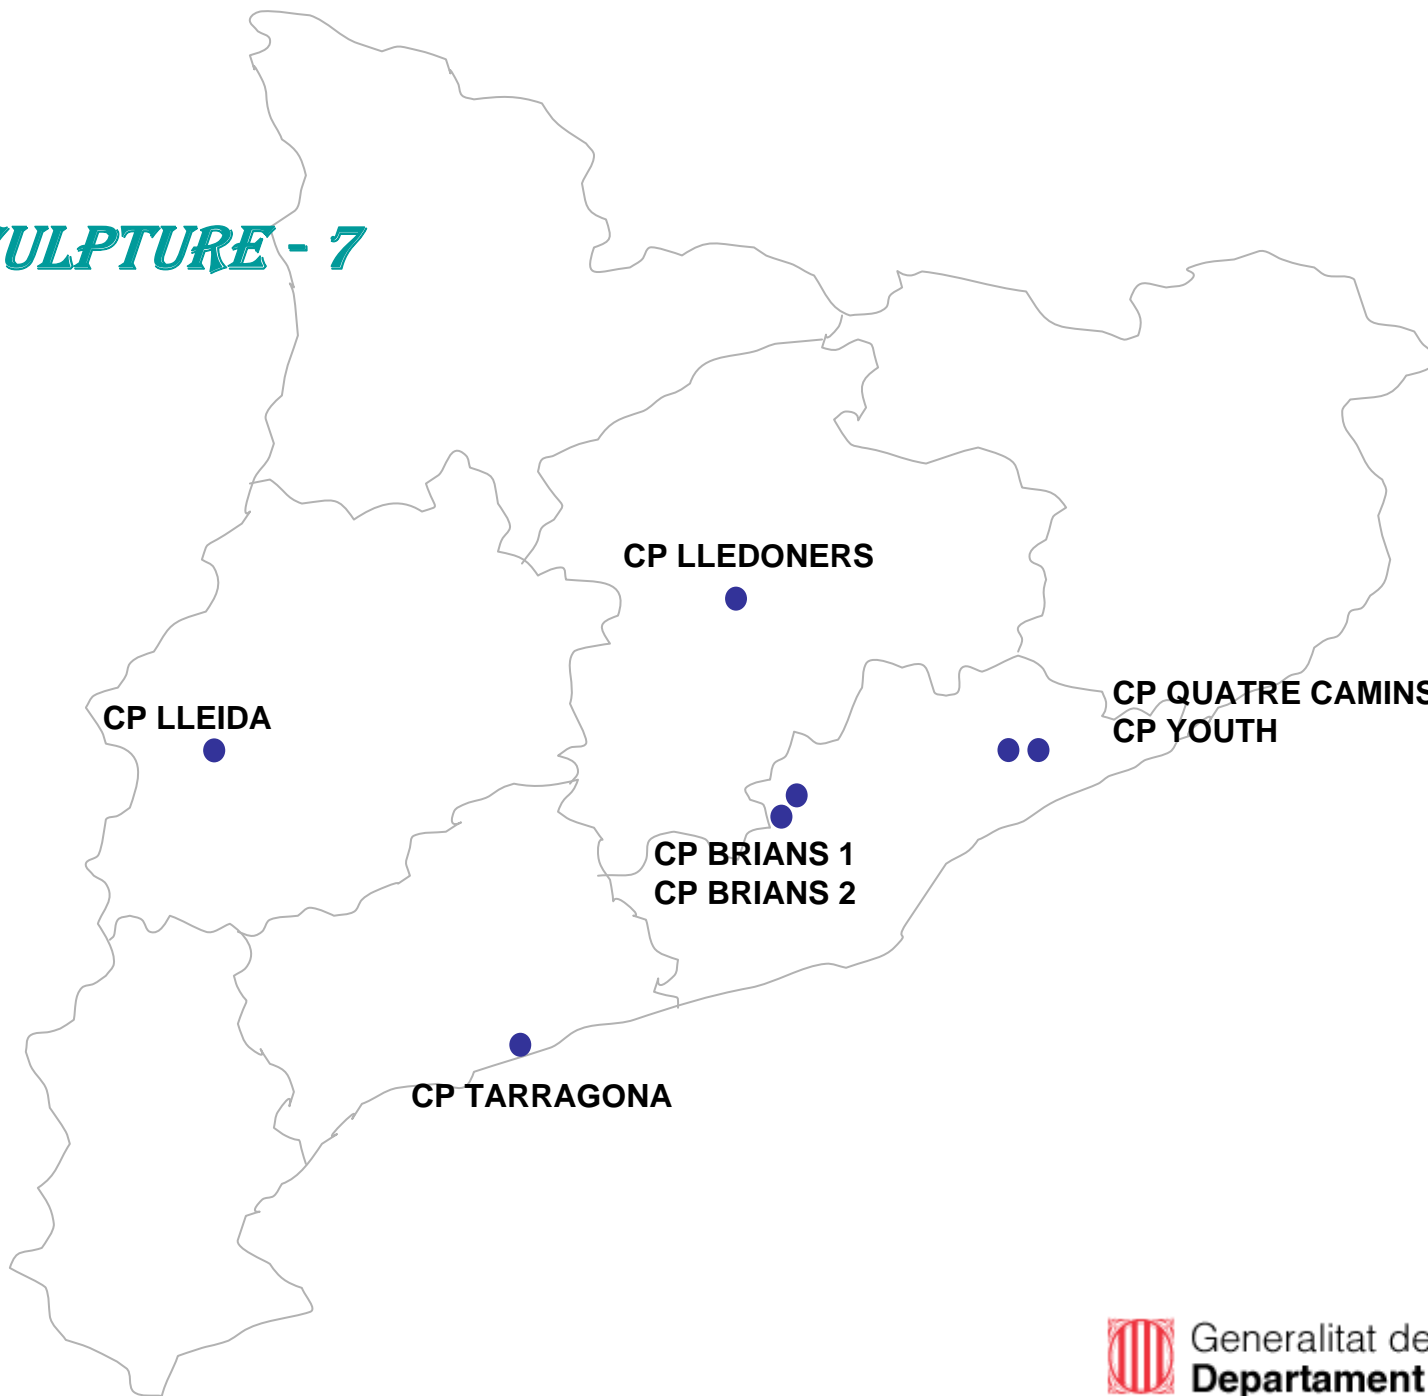 ULPTURE - 7
CP LLEDONERS
CP QUATRE CAMINS
CP YOUTH
CP LLEIDA
CP BRIANS 1
CP BRIANS 2
CP TARRAGONA
Generalitat de
Departament